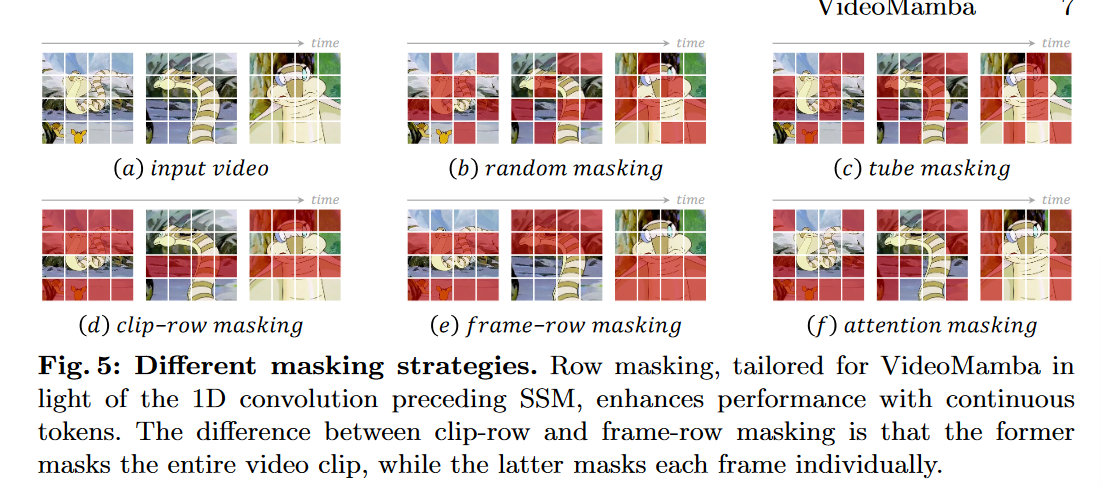 VideoMamba 7
time time time
(a) input video (b) random masking (c) tube masking
time time time
(d) clip−row masking (e) frame−row masking (f) attention masking
Fig. 5: Different masking strategies. Row masking, tailored for VideoMamba in
light of the 1D convolution preceding SSM, enhances performance with continuous
tokens. The difference between clip-row and frame-row masking is that the former
masks the entire video clip, while the latter masks each frame individually.